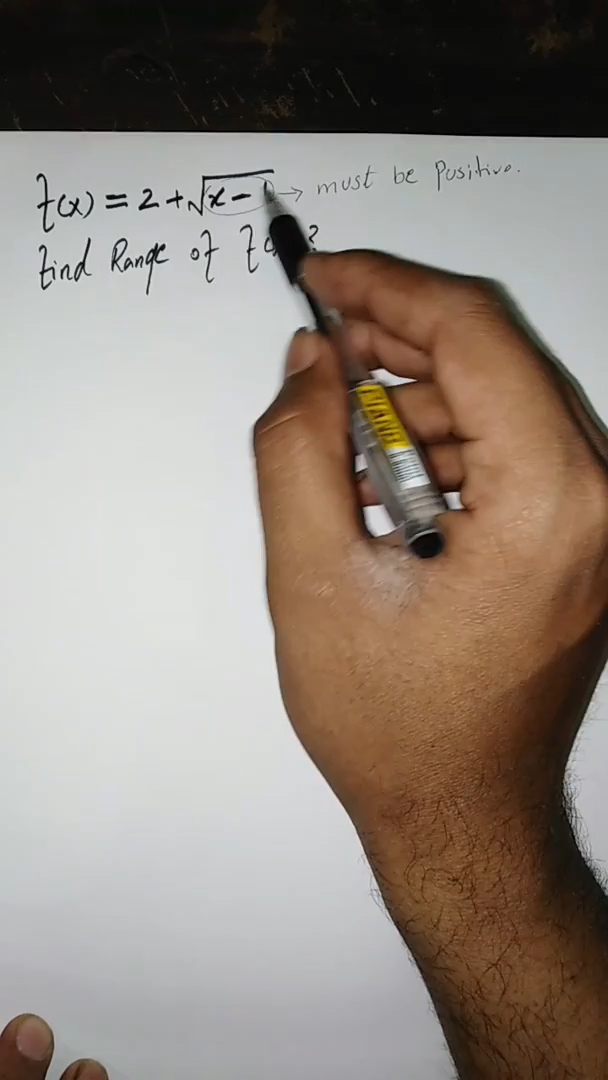 f(x) = 2 + √x - → must be Positive.
Find Range of f ?